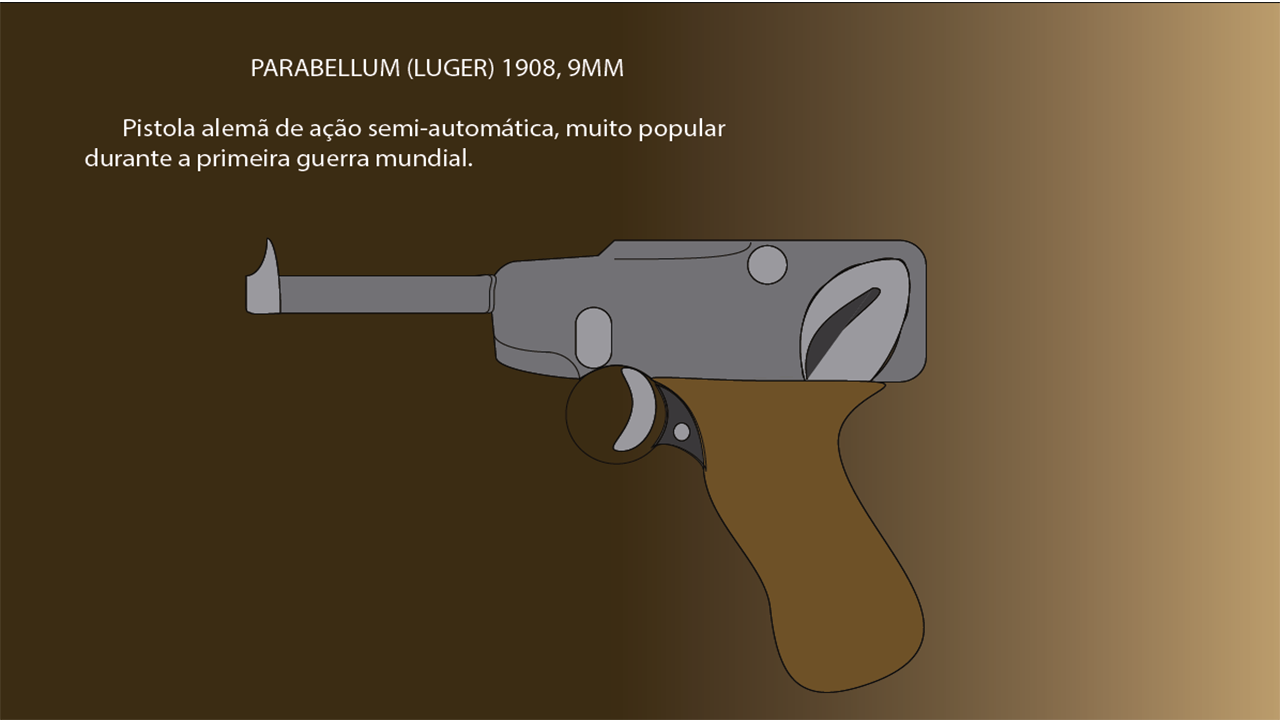 PARABELLUM (LUGER) 1908, 9MM
Pistola alemã de ação semi-automática, muito popular
durante a primeira guerra mundial.